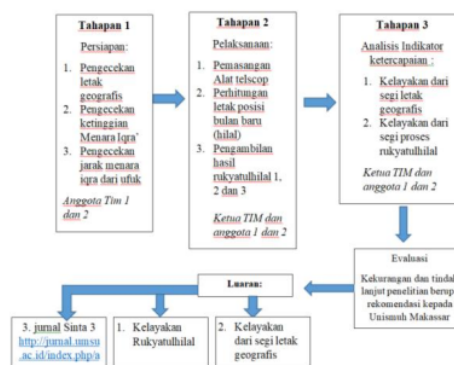 Tahapan 1
Persiapan:
1. Pengecekan
letak
geografis
2. Pengecekan
ketinggian
Menara Iqra'
3. Pengecekan
jarak menara
iqra dari ufuk
Anggota Tim 1
dan 2
Tahapan 2
Pelaksanaan:
1. Pemasangan
Alat telscop
2. Perhitungan
letak posisi
bulan baru
(hilal)
3. Pengambilan
hasil
rukyatulhilal 1,
2 dan 3
Ketua TIM dan
anggota 1 dan 2
Tahapan 3
Analisis Indikator
ketercapaian :
1. Kelayakan dari
segi letak
geografis
2. Kelayakan dari
segi proses
rukyatulhilal
Ketua TIM dan
anggota 1 dan 2
Evaluasi
Kekurangan dan tindak
lanjut penelitian berup
rekomendasi kepada
Unismuh Makassar
Luaran:
3. jurnal Sinta 3
http://jurnal.umsu
.ac.id/index.php/a
1. Kelayakan
Rukyatulhilal
2. Kelayakan
dari segi letak
geografis